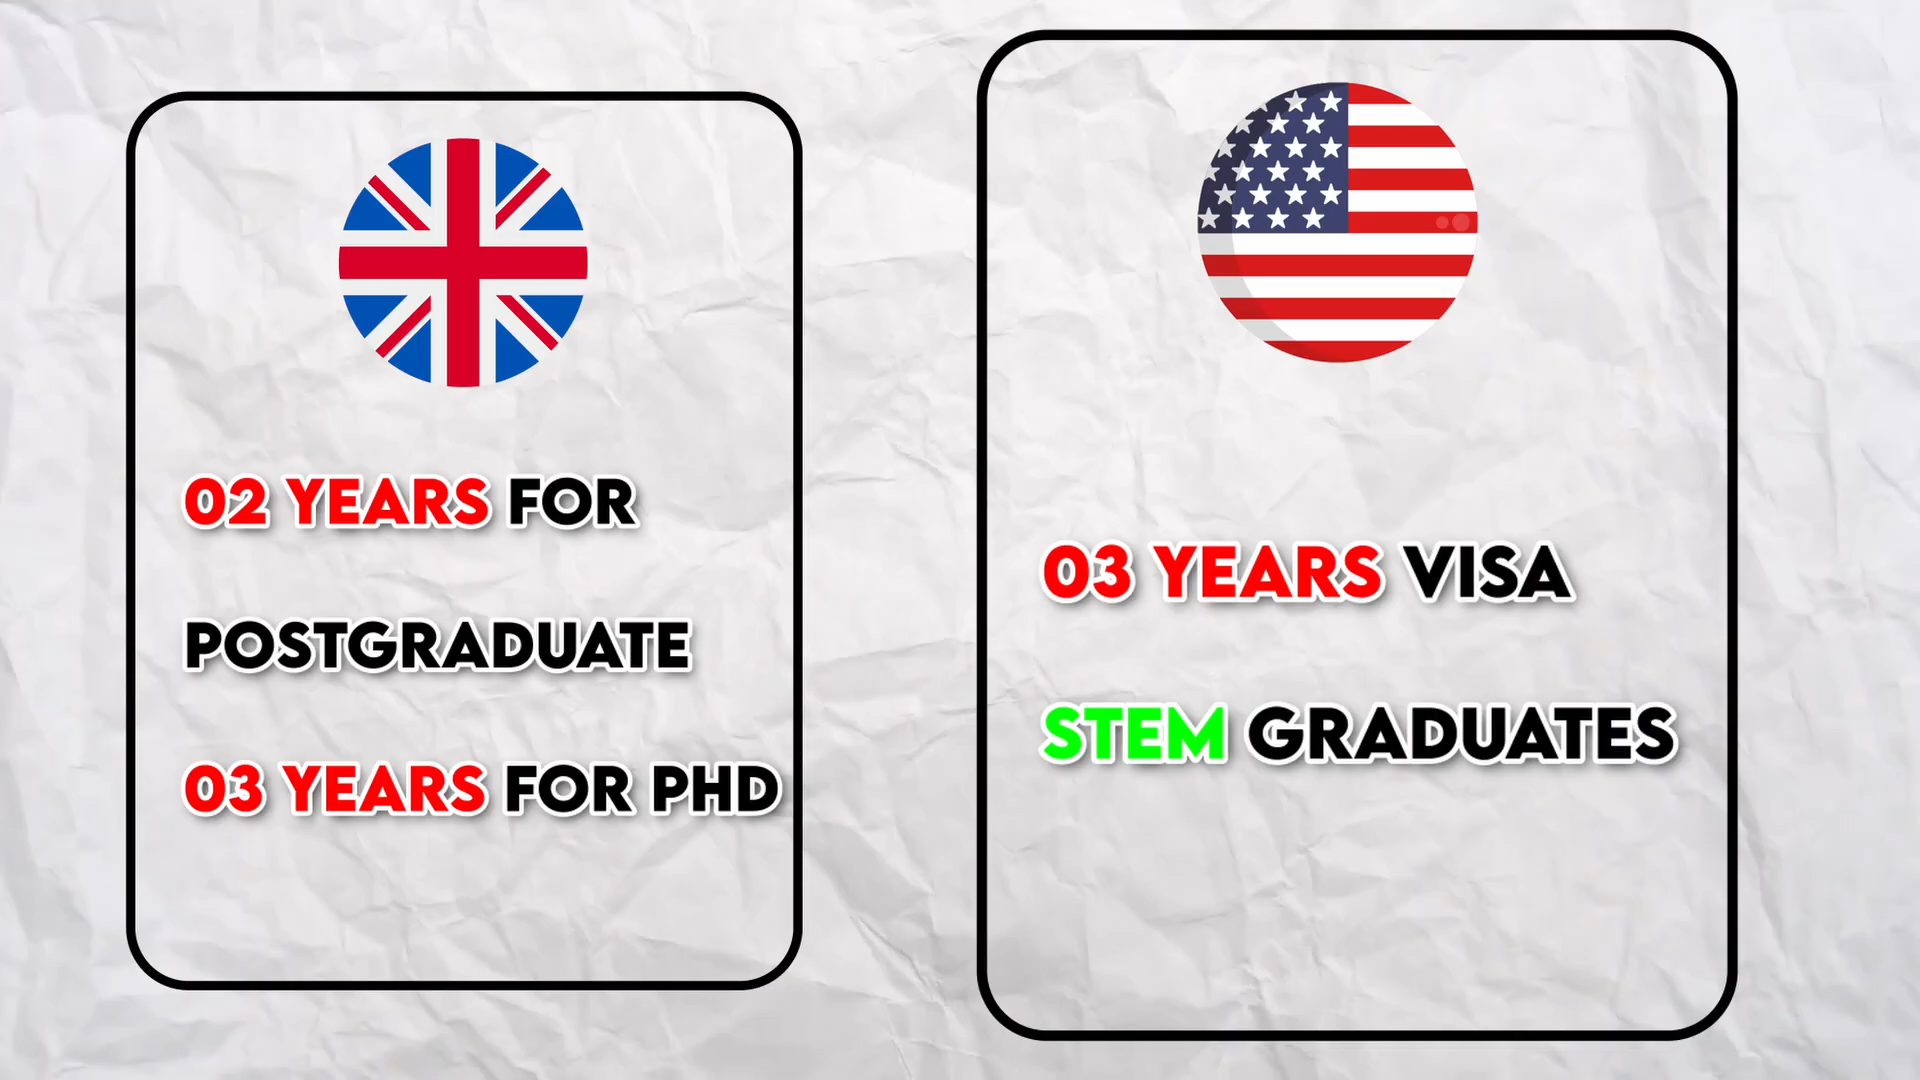 02 YEARS FOR
POSTGRADUATE
03 YEARS FOR PHD
03 YEARS VISA
STEM GRADUATES